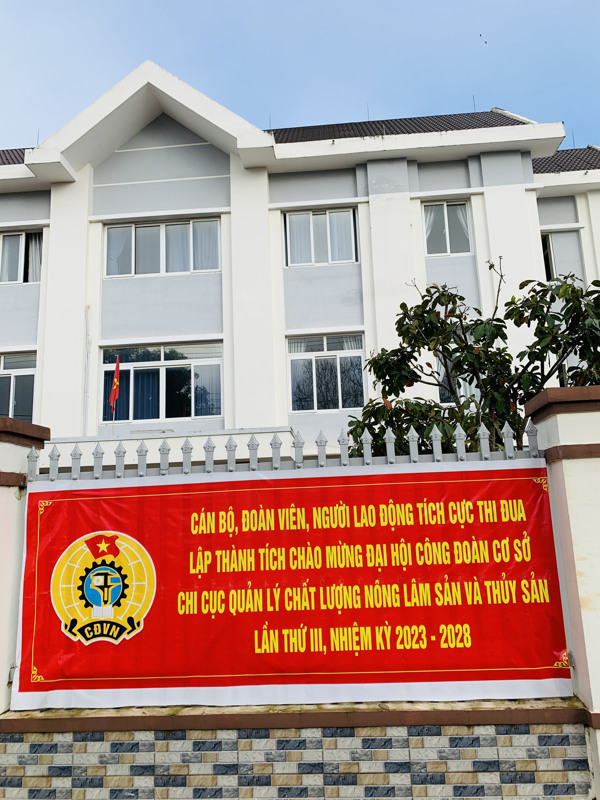 CÁN BỘ, ĐOÀN VIÊN, NGƯỜI LAO ĐỘNG TÍCH CỰC THI ĐUA
LẬP THÀNH TÍCH CHÀO MỪNG ĐẠI HỘI CÔNG ĐOÀN CƠ SỞ
CHI CỤC QUẢN LÝ CHẤT LƯỢNG NÔNG LÂM SẢN VÀ THỦY SẢN
LẦN THỨ III, NHIỆM KỲ 2023 - 2028
CĐVN